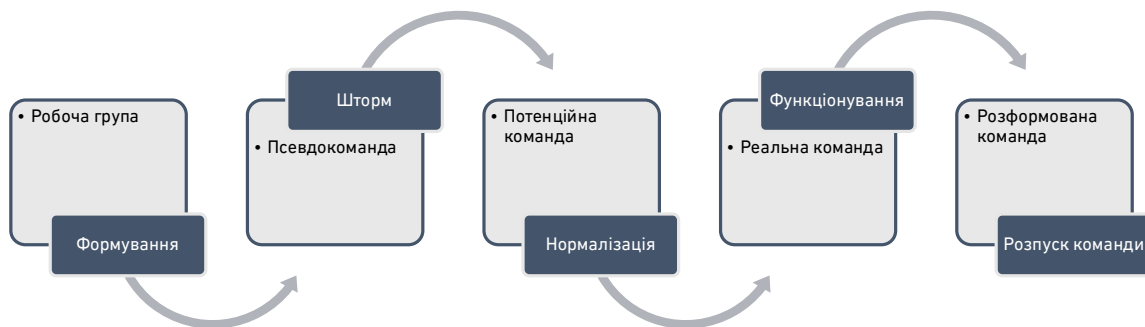 • Робоча група
Формування
Шторм
• Псевдокоманда
• Потенційна
команда
Нормалізація
Функціонування
• Реальна команда
• Розформована
команда
Розпуск команди